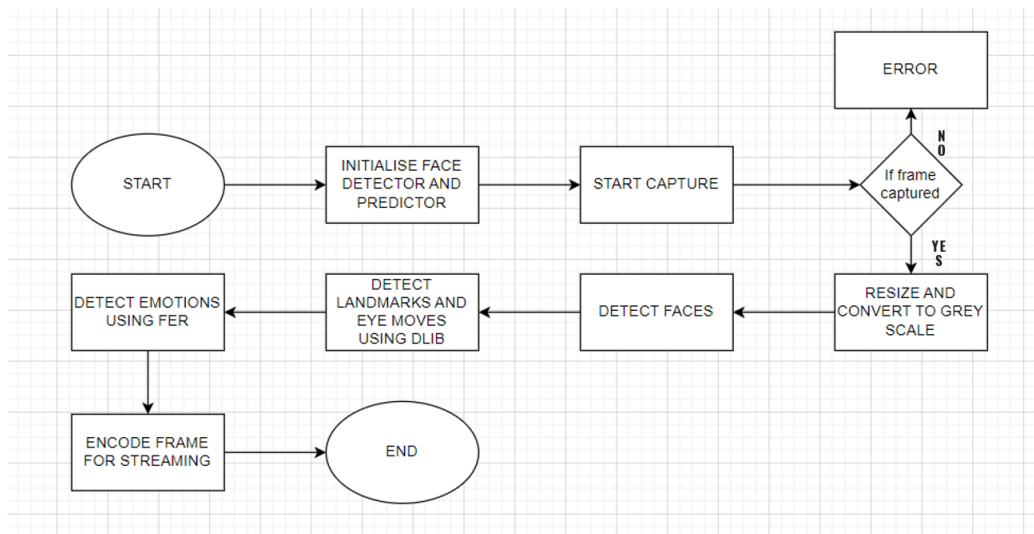 START
INITIALISE FACE
DETECTOR AND
PREDICTOR
START CAPTURE
If frame
captured
N
O
ERROR
YE
S
RESIZE AND
CONVERT TO GREY
SCALE
DETECT FACES
DETECT
LANDMARKS AND
EYE MOVES
USING DLIB
DETECT EMOTIONS
USING FER
ENCODE FRAME
FOR STREAMING
END